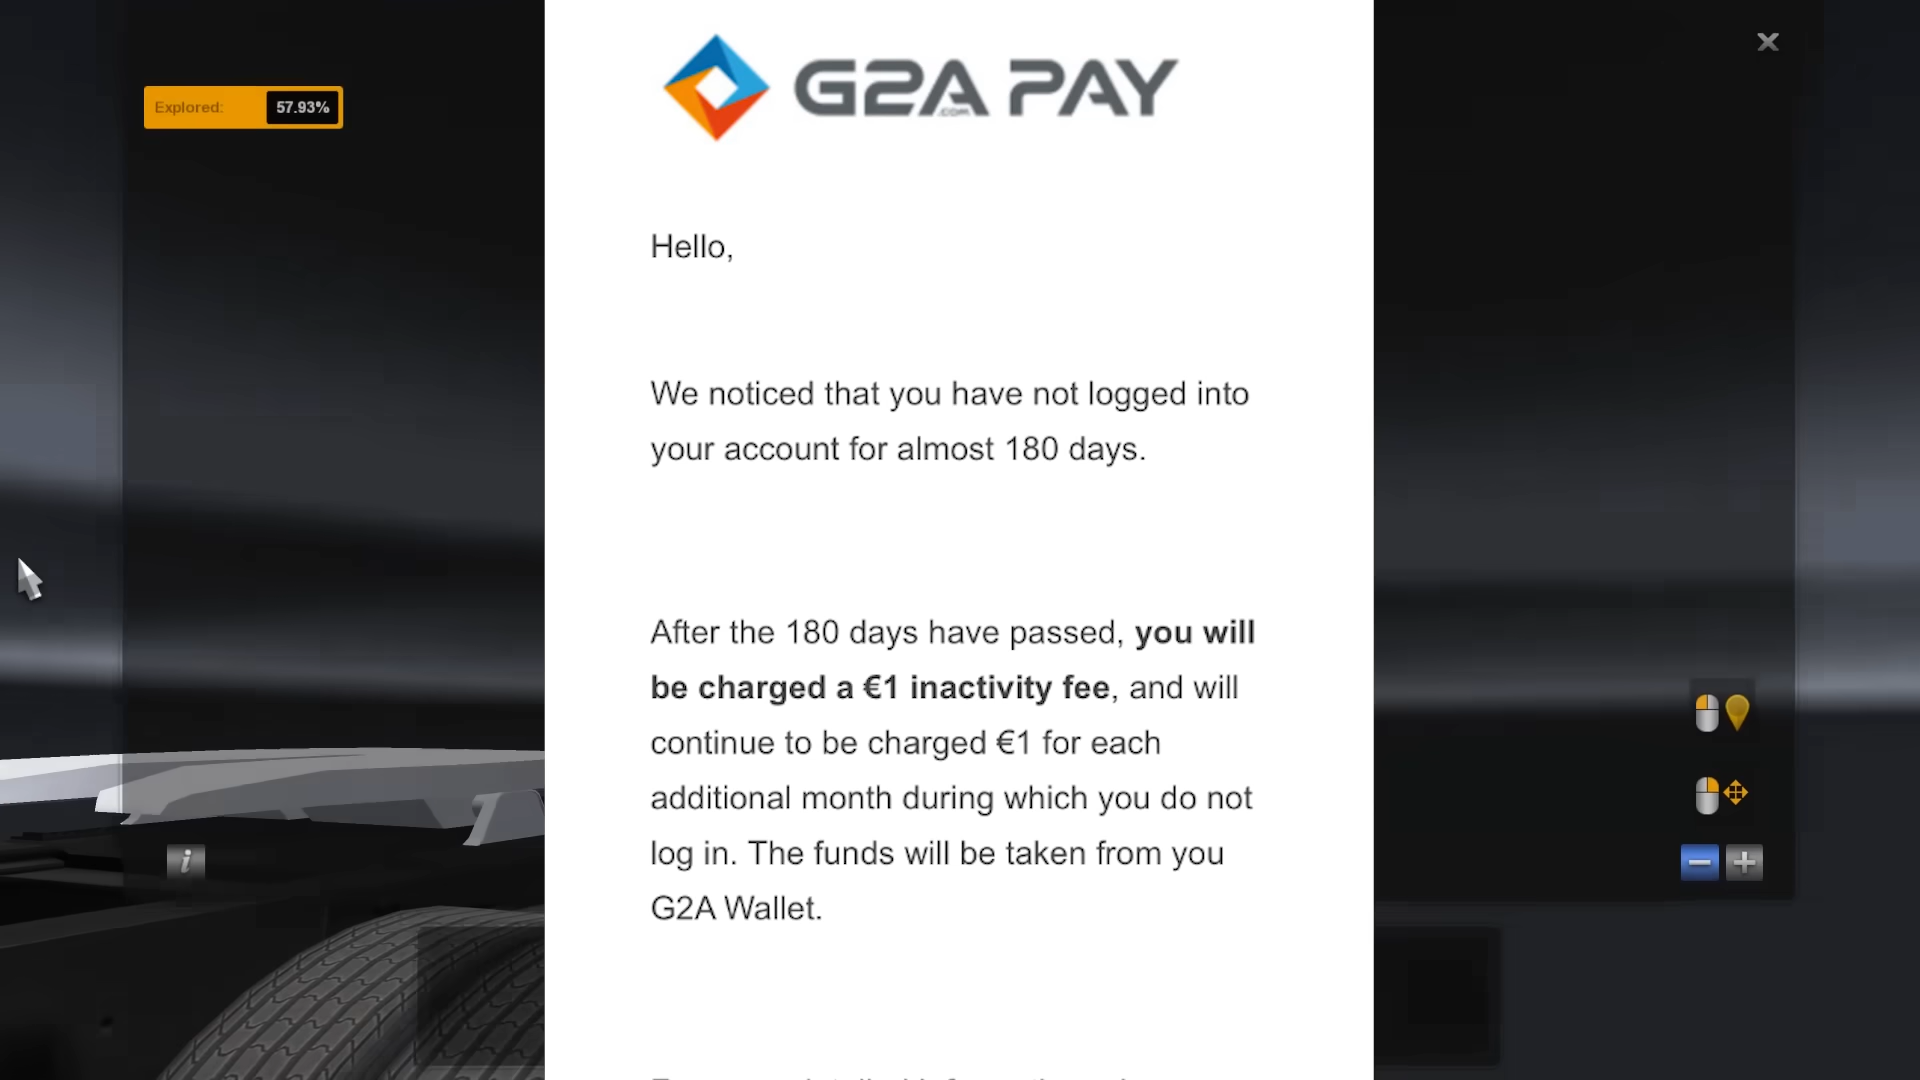 G2A.COM PAY
Explored: 57.93%
Hello,
We noticed that you have not logged into
your account for almost 180 days.
After the 180 days have passed, you will
be charged a €1 inactivity fee, and will
continue to be charged €1 for each
additional month during which you do not
log in. The funds will be taken from you
G2A Wallet.